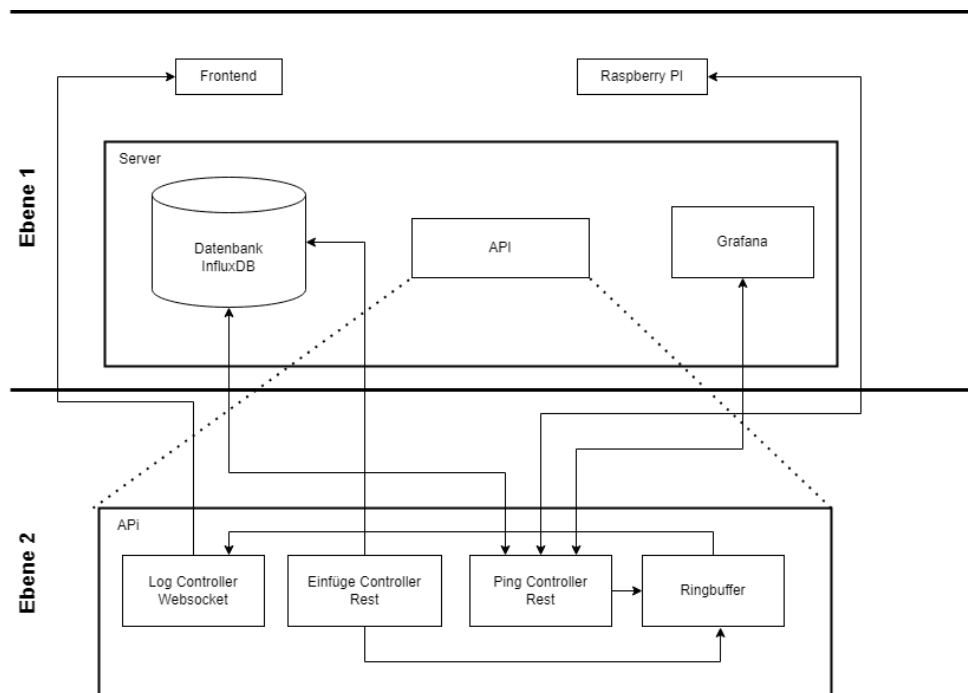 Frontend
Raspberry PI
Ebene 1
Server
Datenbank
InfluxDB
API
Grafana
Ebene 2
APi
Log Controller
Websocket
Einfüge Controller
Rest
Ping Controller
Rest
Ringbuffer